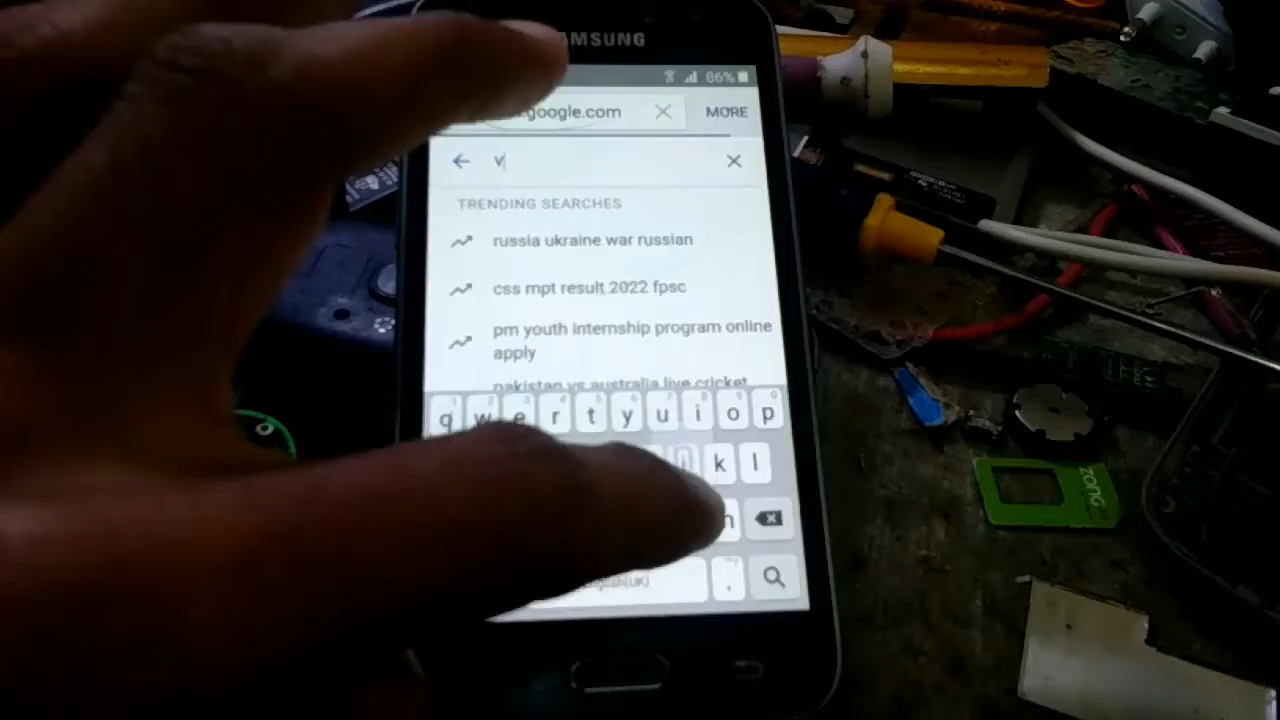 86%
.google.com
MORE
v
TRENDING SEARCHES
russia ukraine war russian
css mpt result 2022 fpsc
pm youth internship program online
apply
pakistan vs australia live cricket
q w e r t y u i o p
k l
zong